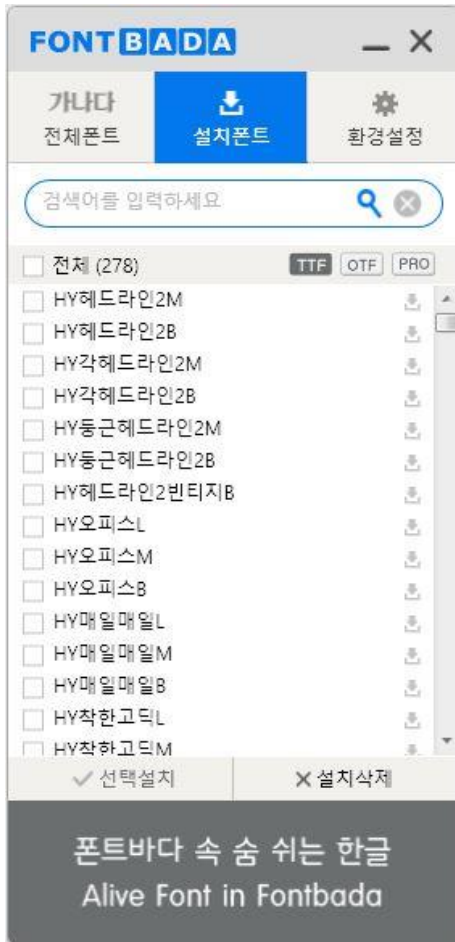 FONTBADA
가나다
전체폰트
설치폰트
환경설정
검색어를 입력하세요
전체 (278) TTF OTF PRO
HY헤드라인2M
HY헤드라인2B
HY각헤드라인2M
HY각헤드라인2B
HY둥근헤드라인2M
HY둥근헤드라인2B
HY헤드라인2빈티지B
HY오피스L
HY오피스M
HY오피스B
HY매일매일L
HY매일매일M
HY매일매일B
HY착한고딕L
HY착한고딕M
선택설치 설치삭제
폰트바다 속 숨 쉬는 한글
Alive Font in Fontbada